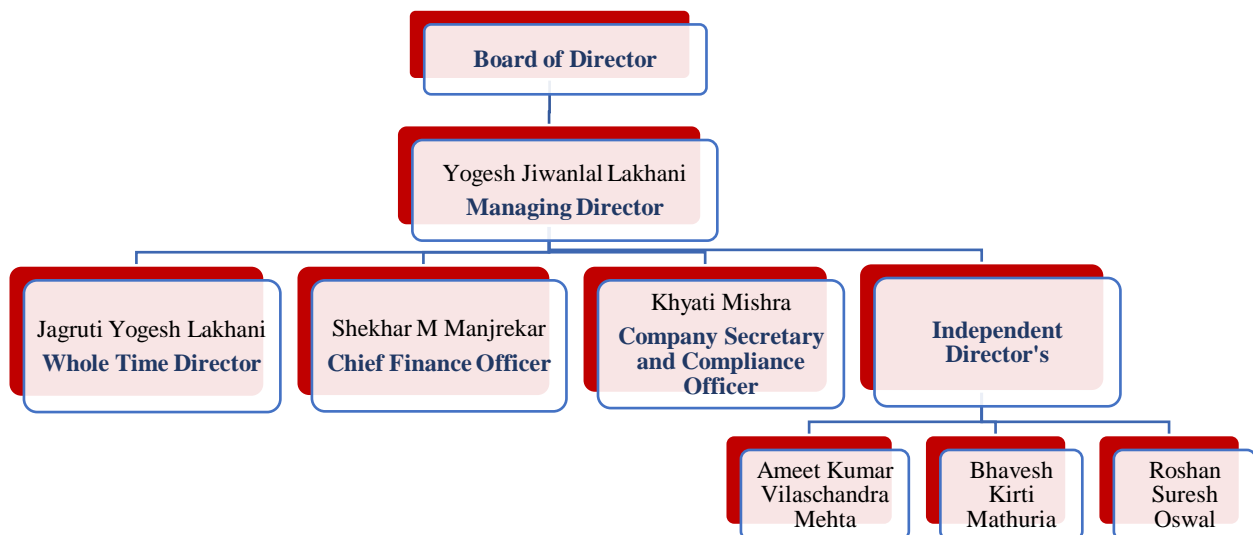 Board of Director
Yogesh Jiwanlal Lakhani
Managing Director
Jagruti Yogesh Lakhani
Whole Time Director
Shekhar M Manjrekar
Chief Finance Officer
Khyati Mishra
Company Secretary
and Compliance
Officer
Independent
Director's
Ameet Kumar
Vilaschandra
Mehta
Bhavesh
Kirti
Mathuria
Roshan
Suresh
Oswal